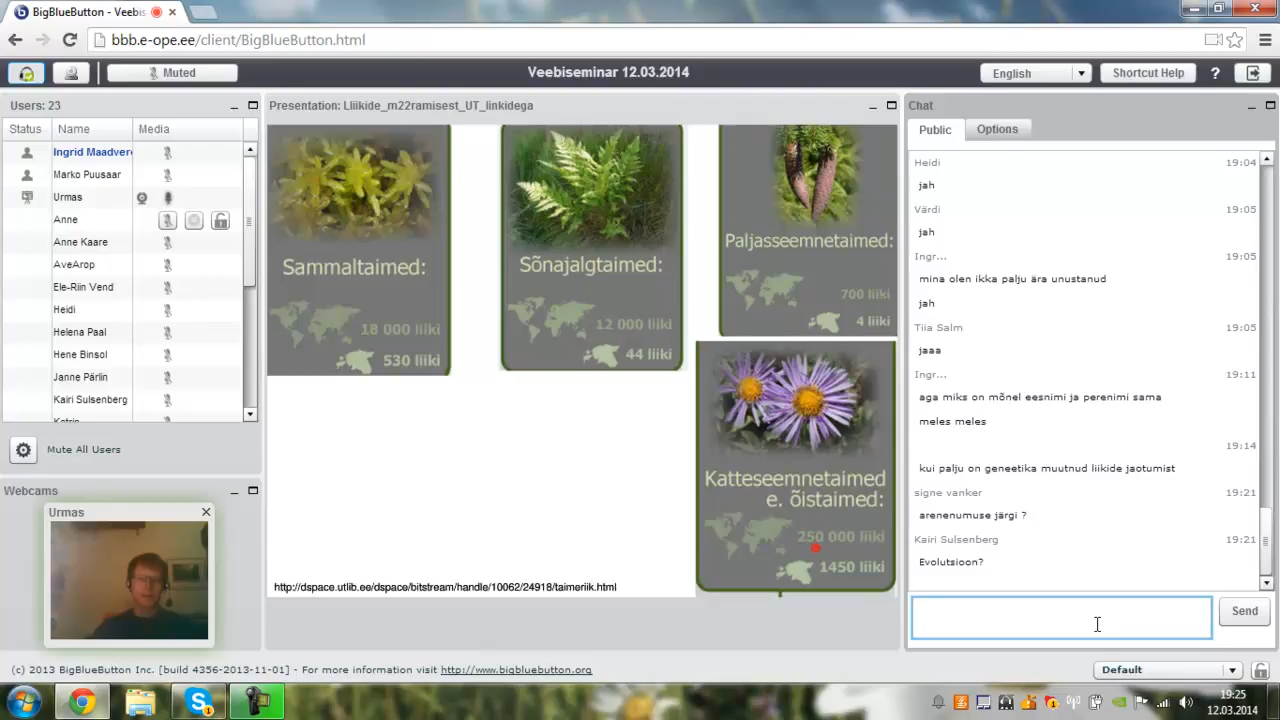 BigBlueButton - Veebis
bbb.e-ope.ee/client/BigBlueButton.html
Muted
Veebiseminar 12.03.2014
English
Shortcut Help
?
Users: 23
Status Name Media
Ingrid Maadvere
Marko Puusaar
Urmas
Anne
Anne Kaare
AveArop
Ele-Riin Vend
Heidi
Helena Paal
Hene Binsol
Janne Pärlin
Kairi Sulsenberg
Katrin
Mute All Users
Webcams
Urmas
Presentation: Lliikide_m22ramisest_UT_linkidega
Sammaltaimed:
18 000 liiki
530 liiki
Sõnajalgtaimed:
12 000 liiki
44 liiki
Paljasseemnetaimed:
700 liiki
4 liiki
Katteseemnetaimed
e. õistaimed:
250 000 liiki
1450 liiki
http://dspace.utlib.ee/dspace/bitstream/handle/10062/24918/taimeriik.html
Chat
Public
Options
Heidi 19:04
jah
Värdi 19:05
jah
Ingr... 19:05
mina olen ikka palju ära unustanud
jah
Tiia Salm 19:05
jaaa
Ingr... 19:11
aga miks on mõnel eesnimi ja perenimi sama
meles meles
19:14
kui palju on geneetika muutnud liikide jaotumist
signe vanker 19:21
arenenumuse järgi ?
Kairi Sulsenberg 19:21
Evolutsioon?
Send
(c) 2013 BigBlueButton Inc. [build 4356-2013-11-01] - For more information visit http://www.bigbluebutton.org
Default
19:25
12.03.2014